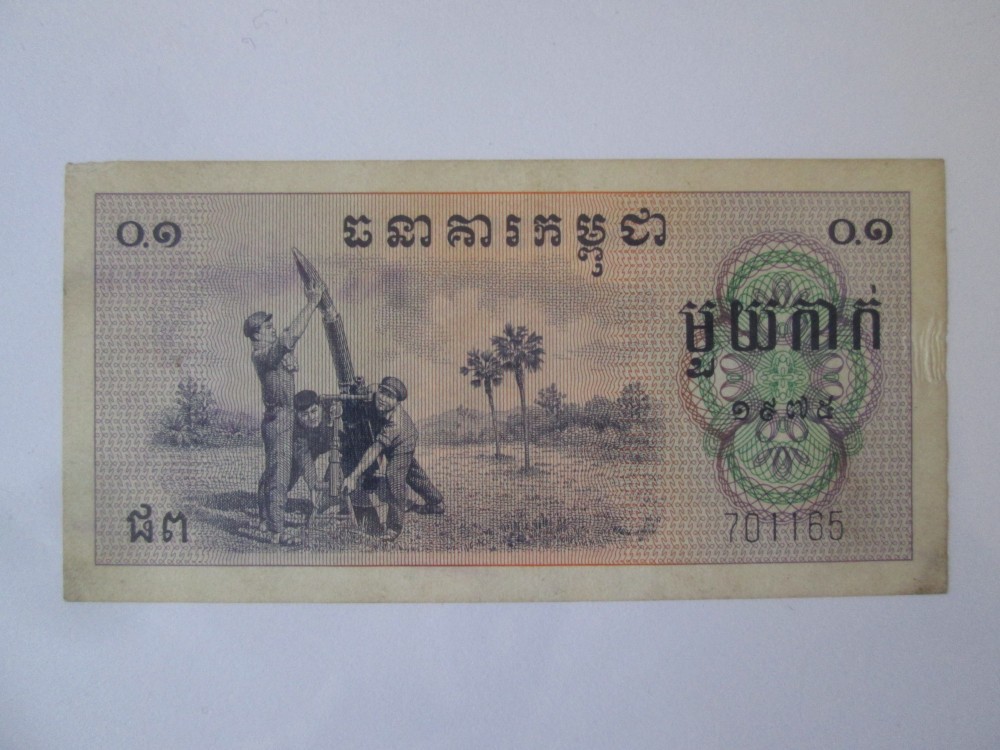 ០.១ ធនាគារកម្ពុជា ០.១
មួយកាក់
១៩៧៥
ផព 701165